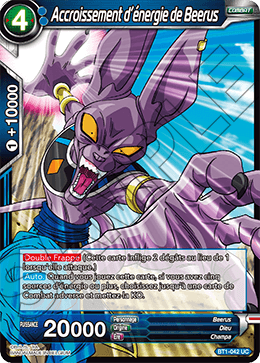 4
Accroissement d'énergie de Beerus
COMBAT
+10000
Double Frappe (Cette carte inflige 2 dégâts au lieu de 1
lorsqu'elle attaque.)
Auto Quand vous jouez cette carte, si vous avez cinq
sources d'énergie ou plus, choisissez jusqu'à une carte de
Combat adverse et mettez-la KO.
PUISSANCE
20000
Personnage Beerus
Origine Dieu
Ère Champa
BT1-042 UC